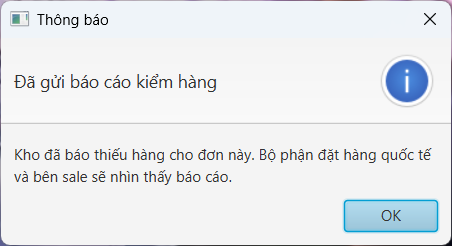 Thông báo
Đã gửi báo cáo kiểm hàng
Kho đã báo thiếu hàng cho đơn này. Bộ phận đặt hàng quốc tế
và bên sale sẽ nhìn thấy báo cáo.
OK